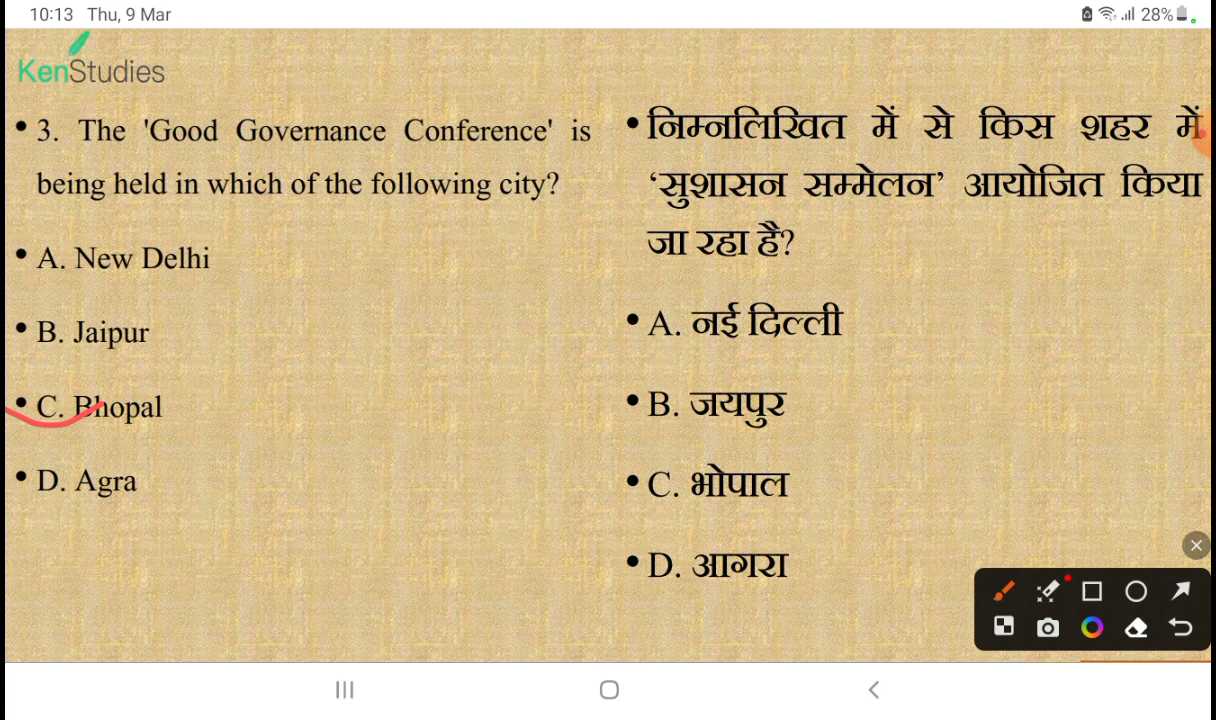 10:13 Thu, 9 Mar
28%
KenStudies
• 3. The 'Good Governance Conference' is
being held in which of the following city?
• A. New Delhi
• B. Jaipur
• C. Bhopal
• D. Agra
• निम्नलिखित में से किस शहर में
‘सुशासन सम्मेलन’ आयोजित किया
जा रहा है?
• A. नई दिल्ली
• B. जयपुर
• C. भोपाल
• D. आगरा